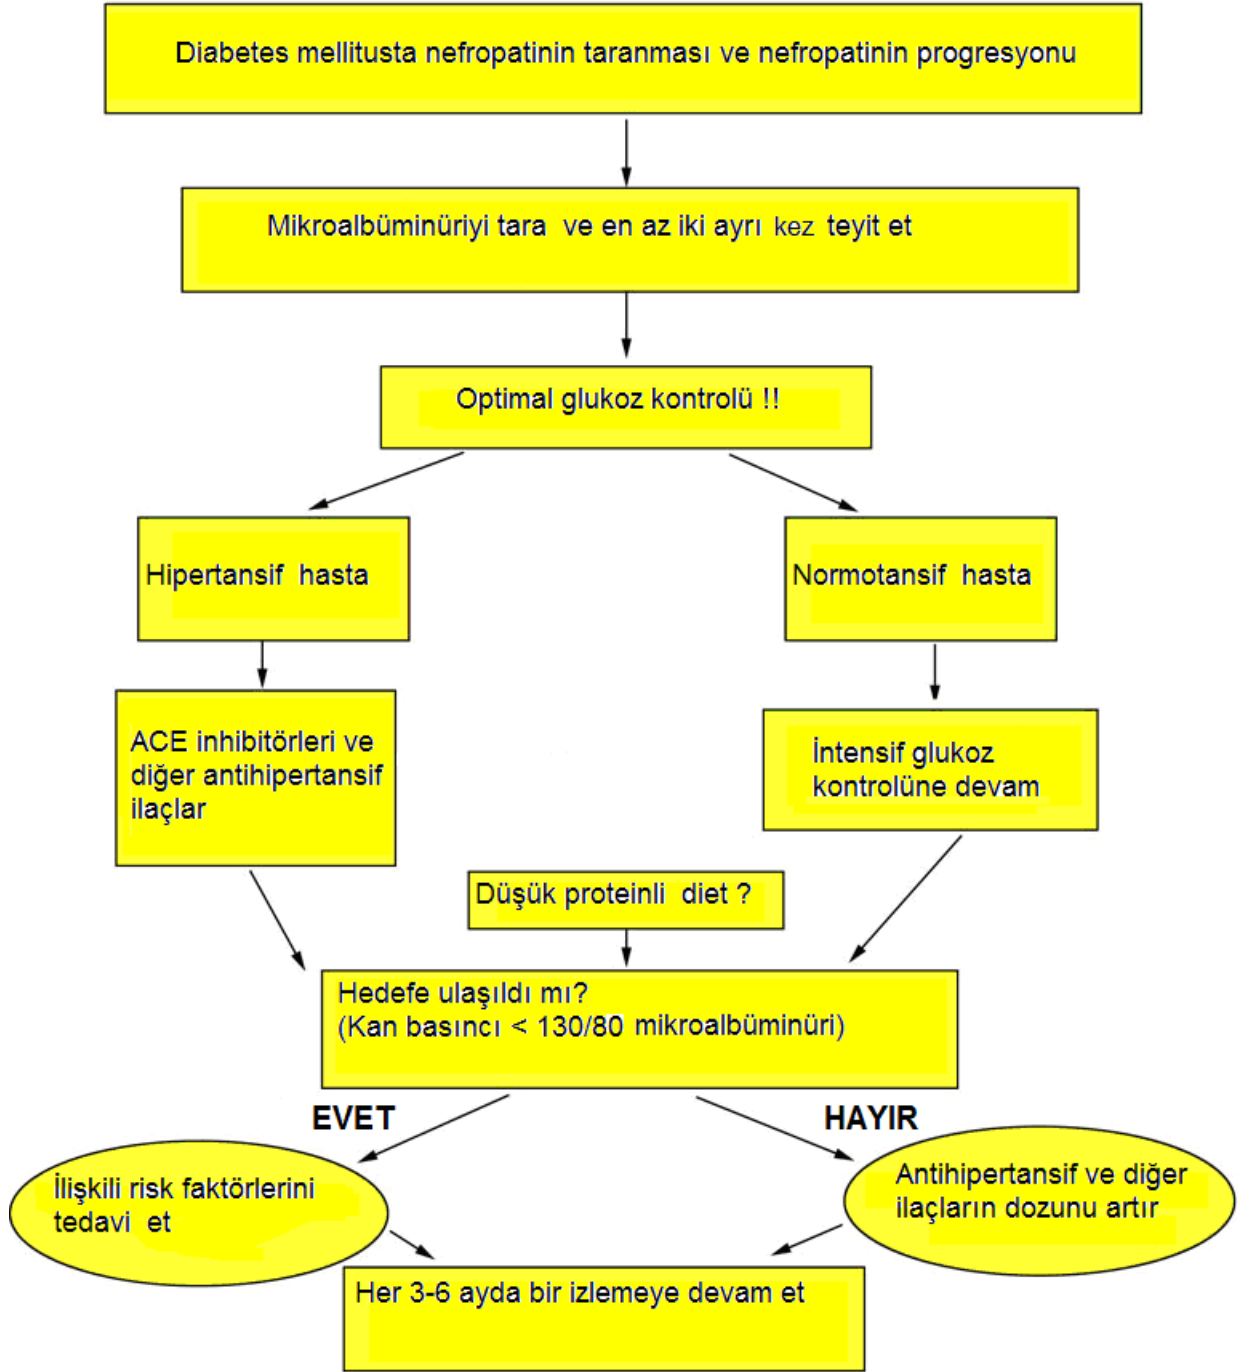 Diabetes mellitusta nefropatinin taranması ve nefropatinin progresyonu
Mikroalbüminüriyi tara ve en az iki ayrı kez teyit et
Optimal glukoz kontrolü !!
Hipertansif hasta
Normotansif hasta
ACE inhibitörleri ve
diğer antihipertansif
ilaçlar
İntensif glukoz
kontrolüne devam
Düşük proteinli diet ?
Hedefe ulaşıldı mı?
(Kan basıncı < 130/80 mikroalbüminüri)
EVET
HAYIR
İlişkili risk faktörlerini
tedavi et
Antihipertansif ve diğer
ilaçların dozunu artır
Her 3-6 ayda bir izlemeye devam et